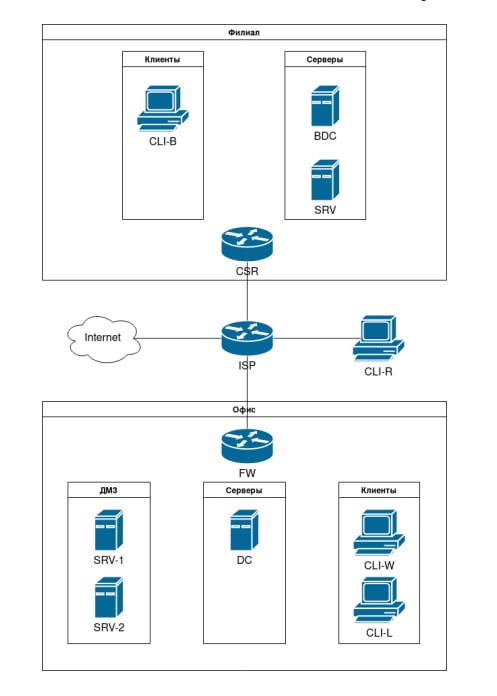 Филиал
Клиенты
Серверы
CLI-B
BDC
SRV
CSR
Internet
ISP
CLI-R
Офис
FW
ДМЗ
Серверы
Клиенты
SRV-1
DC
CLI-W
SRV-2
CLI-L